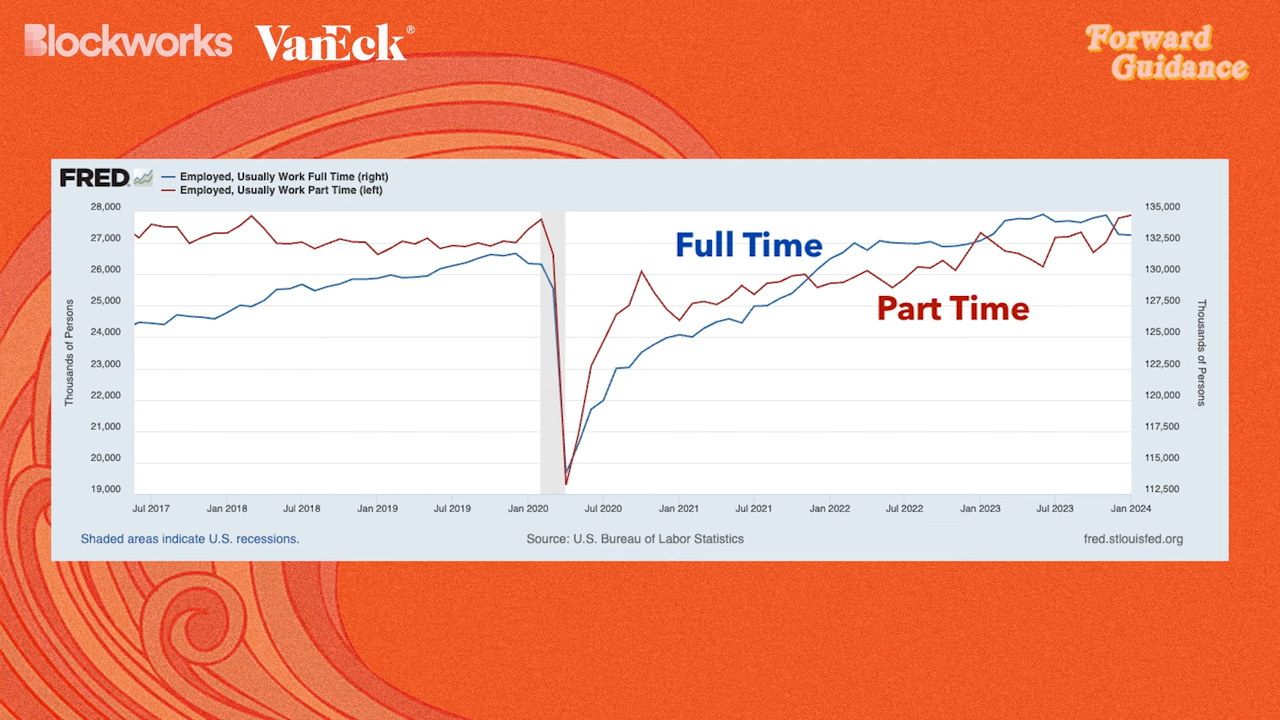 Blockworks VanEck®
Forward
Guidance
FRED
Employed, Usually Work Full Time (right)
Employed, Usually Work Part Time (left)
28,000
27,000
26,000
25,000
24,000
23,000
22,000
21,000
20,000
19,000
Thousands of Persons
Full Time
Part Time
135,000
132,500
130,000
127,500
125,000
122,500
120,000
117,500
115,000
112,500
Thousands of Persons
Jul 2017 Jan 2018 Jul 2018 Jan 2019 Jul 2019 Jan 2020 Jul 2020 Jan 2021 Jul 2021 Jan 2022 Jul 2022 Jan 2023 Jul 2023 Jan 2024
Shaded areas indicate U.S. recessions. Source: U.S. Bureau of Labor Statistics fred.stlouisfed.org